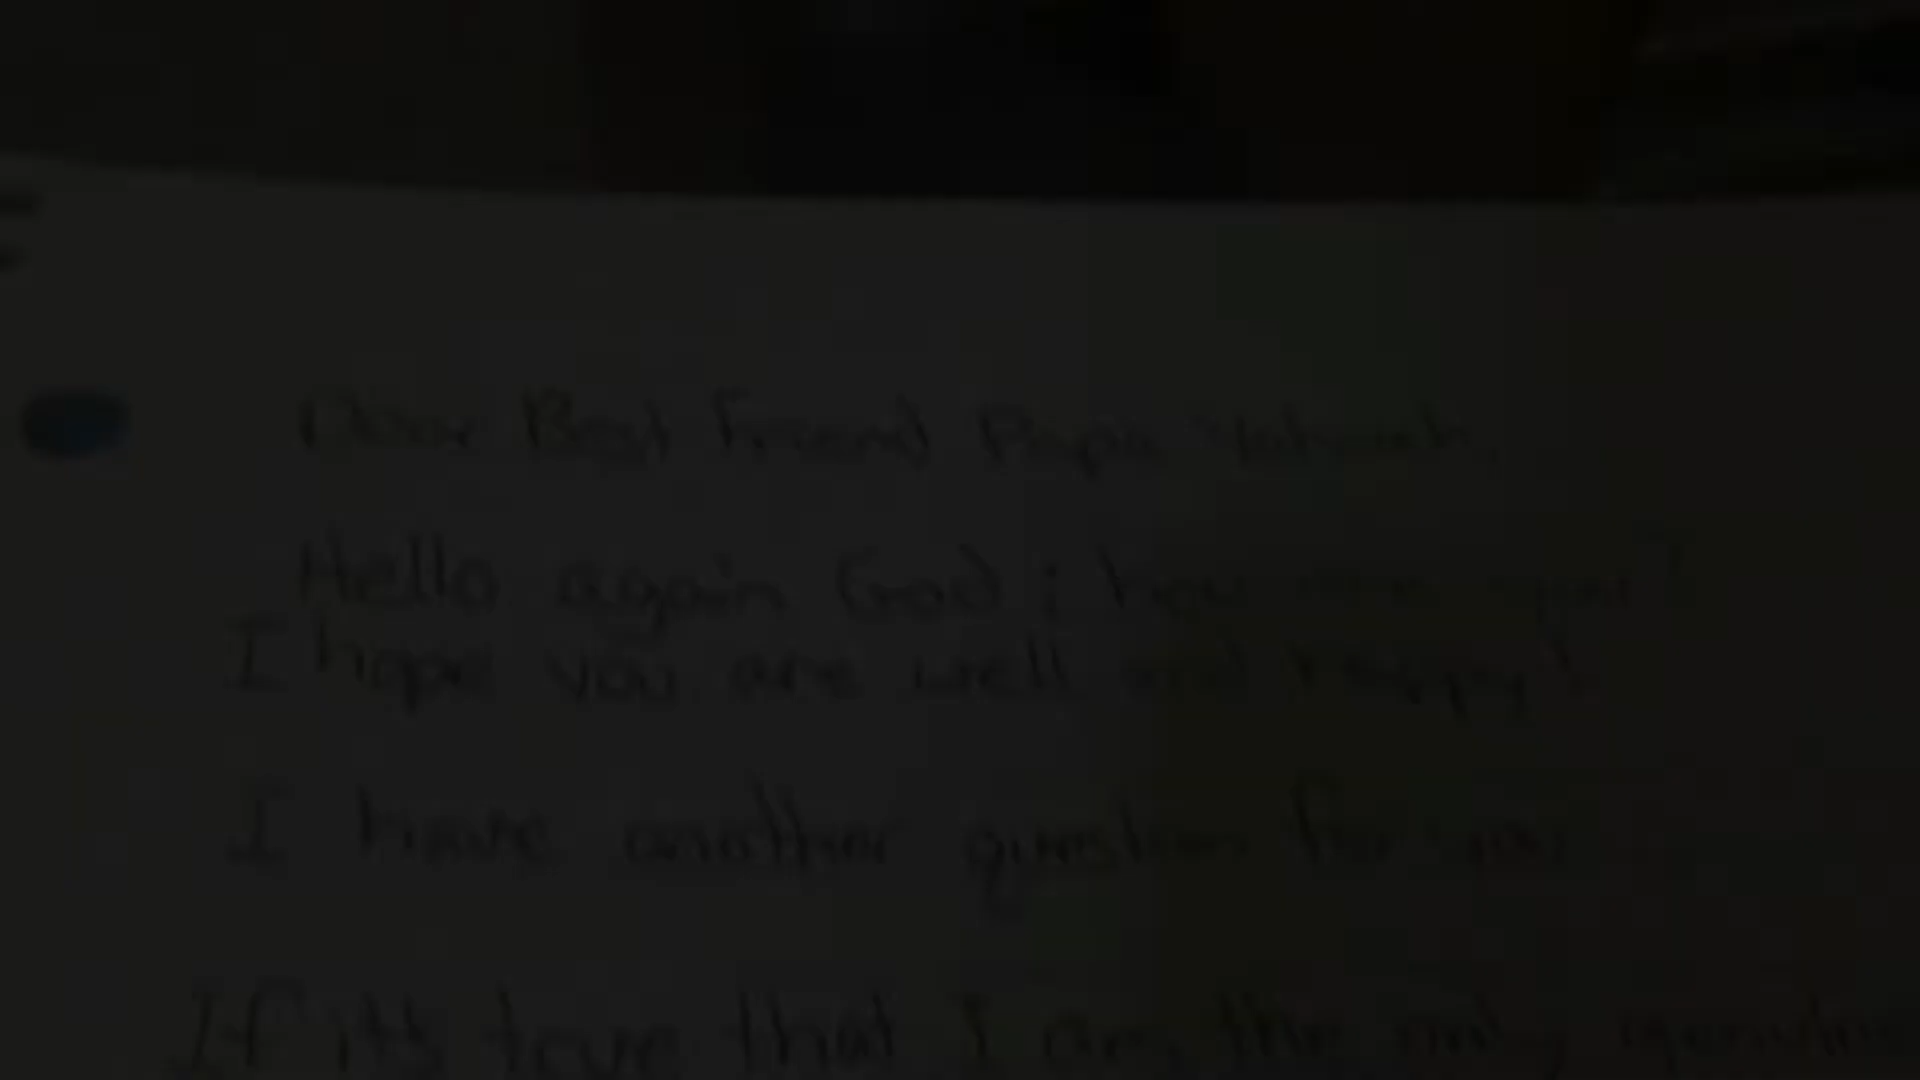 Dear Best Friend Papa Yahweh,
Hello again God; how are you?
I hope you are well and happy!
I have another question for you
If it's true that I am the only genuine